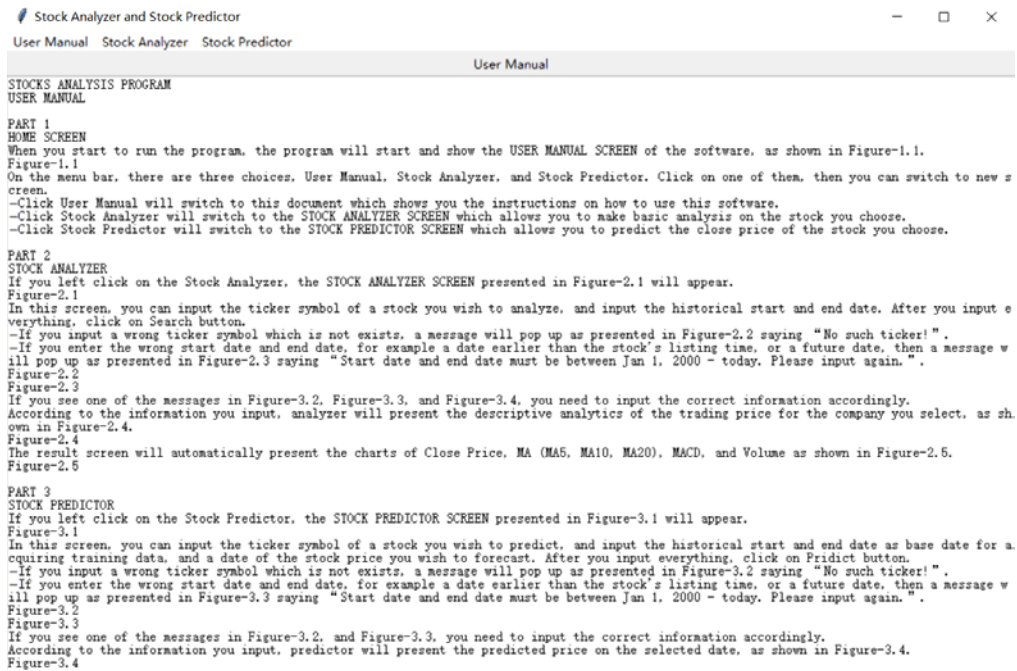 Stock Analyzer and Stock Predictor
User Manual Stock Analyzer Stock Predictor
User Manual
STOCKS ANALYSIS PROGRAM
USER MANUAL
PART 1
HOME SCREEN
When you start to run the program, the program will start and show the USER MANUAL SCREEN of the software, as shown in Figure-1.1.
Figure-1.1
On the menu bar, there are three choices, User Manual, Stock Analyzer, and Stock Predictor. Click on one of them, then you can switch to new s
creen.
—Click User Manual will switch to this document which shows you the instructions on how to use this software.
—Click Stock Analyzer will switch to the STOCK ANALYZER SCREEN which allows you to make basic analysis on the stock you choose.
—Click Stock Predictor will switch to the STOCK PREDICTOR SCREEN which allows you to predict the close price of the stock you choose.
PART 2
STOCK ANALYZER
If you left click on the Stock Analyzer, the STOCK ANALYZER SCREEN presented in Figure-2.1 will appear.
Figure-2.1
In this screen, you can input the ticker symbol of a stock you wish to analyze, and input the historical start and end date. After you input e
verything, click on Search button.
—If you input a wrong ticker symbol which is not exists, a message will pop up as presented in Figure-2.2 saying “No such ticker!”.
—If you enter the wrong start date and end date, for example a date earlier than the stock's listing time, or a future date, then a message w
ill pop up as presented in Figure-2.3 saying “Start date and end date must be between Jan 1, 2000 - today. Please input again.”.
Figure-2.2
Figure-2.3
If you see one of the messages in Figure-3.2, Figure-3.3, and Figure-3.4, you need to input the correct information accordingly.
According to the information you input, analyzer will present the descriptive analytics of the trading price for the company you select, as sh
own in Figure-2.4.
Figure-2.4
The result screen will automatically present the charts of Close Price, MA (MA5, MA10, MA20), MACD, and Volume as shown in Figure-2.5.
Figure-2.5
PART 3
STOCK PREDICTOR
If you left click on the Stock Predictor, the STOCK PREDICTOR SCREEN presented in Figure-3.1 will appear.
Figure-3.1
In this screen, you can input the ticker symbol of a stock you wish to predict, and input the historical start and end date as base date for a
cquiring training data, and a date of the stock price you wish to forecast. After you input everything, click on Pridict button.
—If you input a wrong ticker symbol which is not exists, a message will pop up as presented in Figure-3.2 saying “No such ticker!”.
—If you enter the wrong start date and end date, for example a date earlier than the stock's listing time, or a future date, then a message w
ill pop up as presented in Figure-3.3 saying “Start date and end date must be between Jan 1, 2000 - today. Please input again.”.
Figure-3.2
Figure-3.3
If you see one of the messages in Figure-3.2, and Figure-3.3, you need to input the correct information accordingly.
According to the information you input, predictor will present the predicted price on the selected date, as shown in Figure-3.4.
Figure-3.4